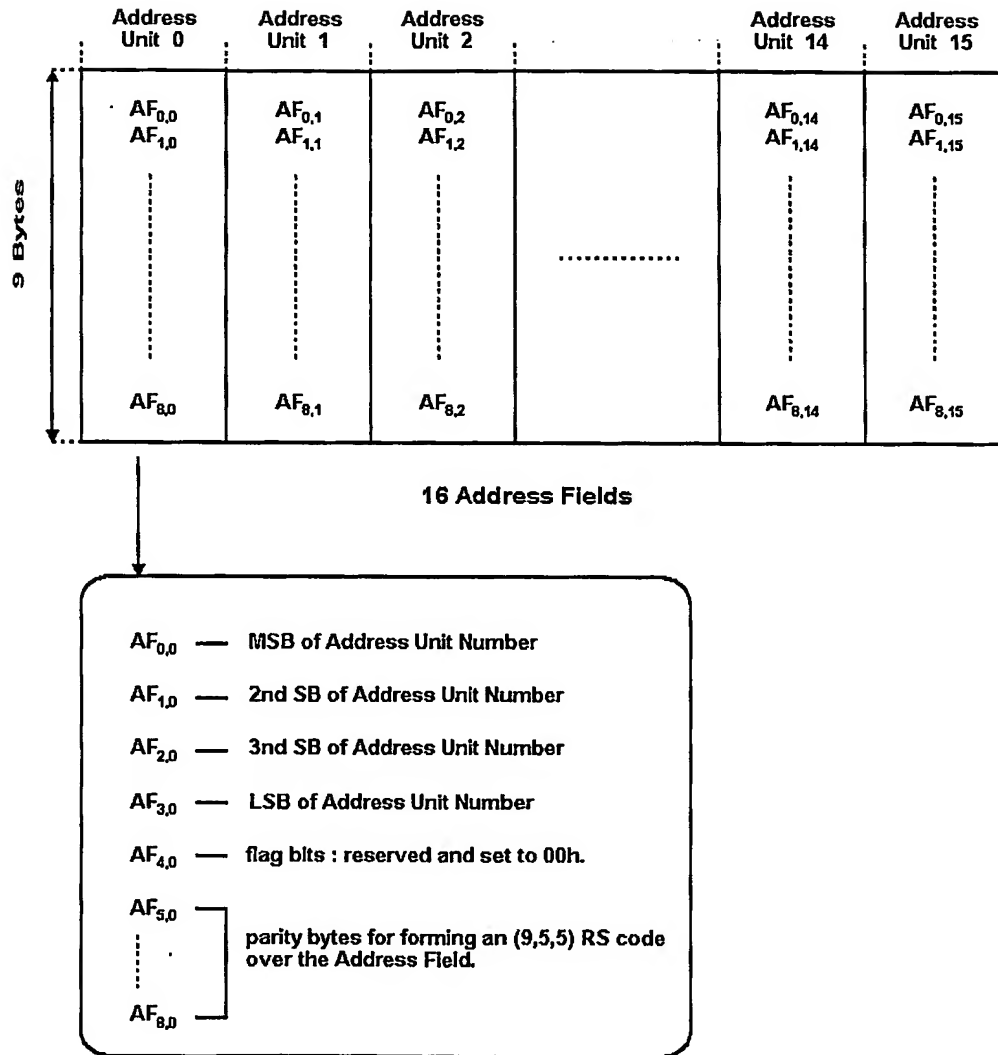 Address Unit 0
Address Unit 1
Address Unit 2
Address Unit 14
Address Unit 15
9 Bytes
AF0,0 AF0,1 AF0,2 AF0,14 AF0,15
AF1,0 AF1,1 AF1,2 AF1,14 AF1,15
AF8,0 AF8,1 AF8,2 AF8,14 AF8,15
16 Address Fields
AF0,0 — MSB of Address Unit Number
AF1,0 — 2nd SB of Address Unit Number
AF2,0 — 3nd SB of Address Unit Number
AF3,0 — LSB of Address Unit Number
AF4,0 — flag bits : reserved and set to 00h.
AF5,0
parity bytes for forming an (9,5,5) RS code
over the Address Field.
AF8,0